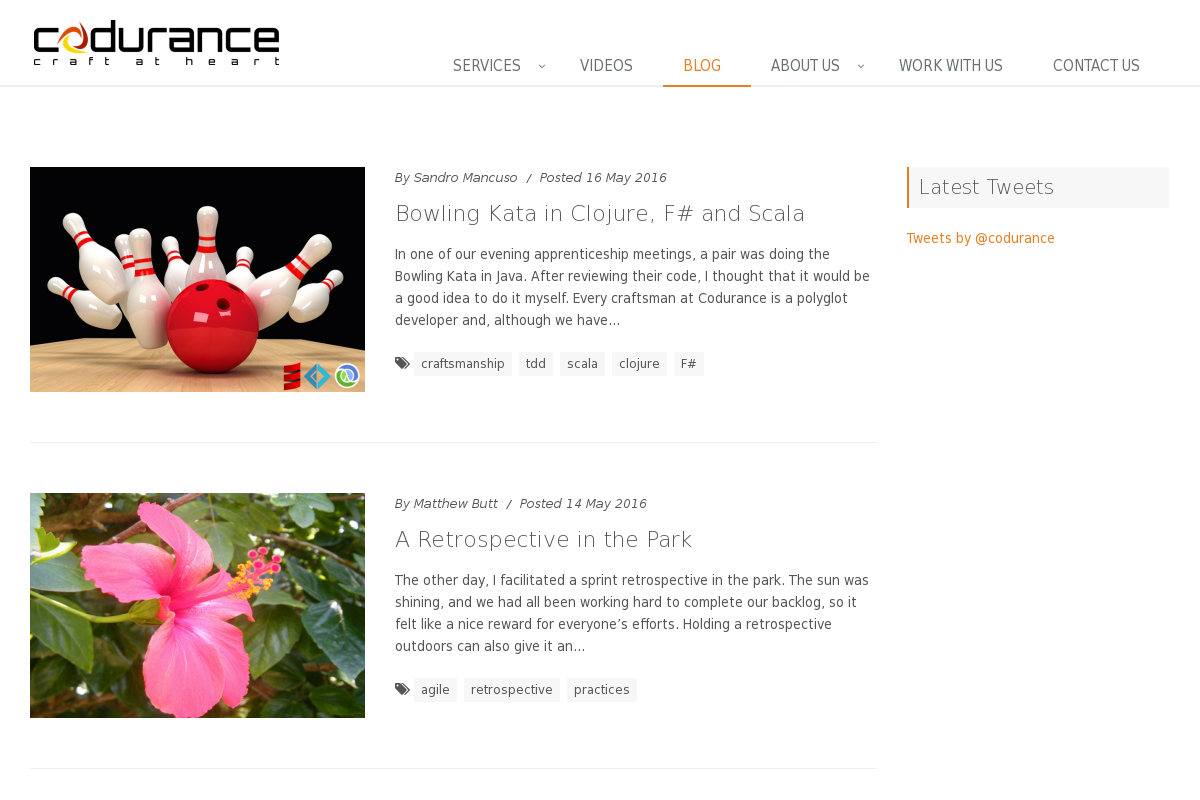 codurance
craft at heart
SERVICES VIDEOS BLOG ABOUT US WORK WITH US CONTACT US
By Sandro Mancuso / Posted 16 May 2016
Bowling Kata in Clojure, F# and Scala
In one of our evening apprenticeship meetings, a pair was doing the
Bowling Kata in Java. After reviewing their code, I thought that it would be
a good idea to do it myself. Every craftsman at Codurance is a polyglot
developer and, although we have...
craftsmanship tdd scala clojure F#
Latest Tweets
Tweets by @codurance
By Matthew Butt / Posted 14 May 2016
A Retrospective in the Park
The other day, I facilitated a sprint retrospective in the park. The sun was
shining, and we had all been working hard to complete our backlog, so it
felt like a nice reward for everyone’s efforts. Holding a retrospective
outdoors can also give it an...
agile retrospective practices